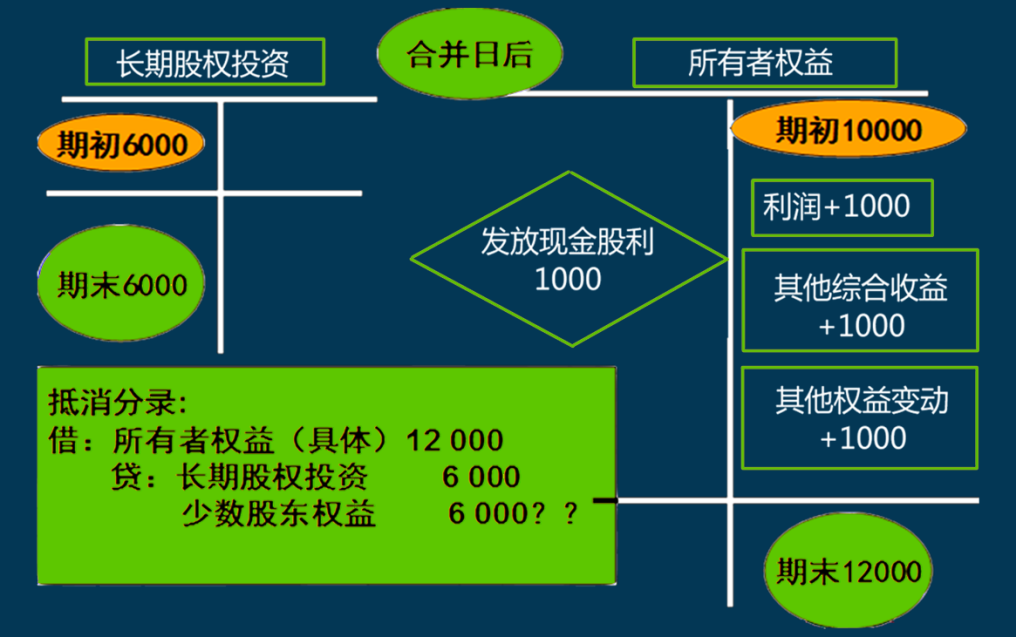 合并日后
长期股权投资
所有者权益
期初6000
期初10000
利润+1000
发放现金股利
1000
其他综合收益
+1000
期末6000
其他权益变动
+1000
抵消分录:
借：所有者权益（具体）12 000
贷：长期股权投资 6 000
少数股东权益 6 000？？
期末12000